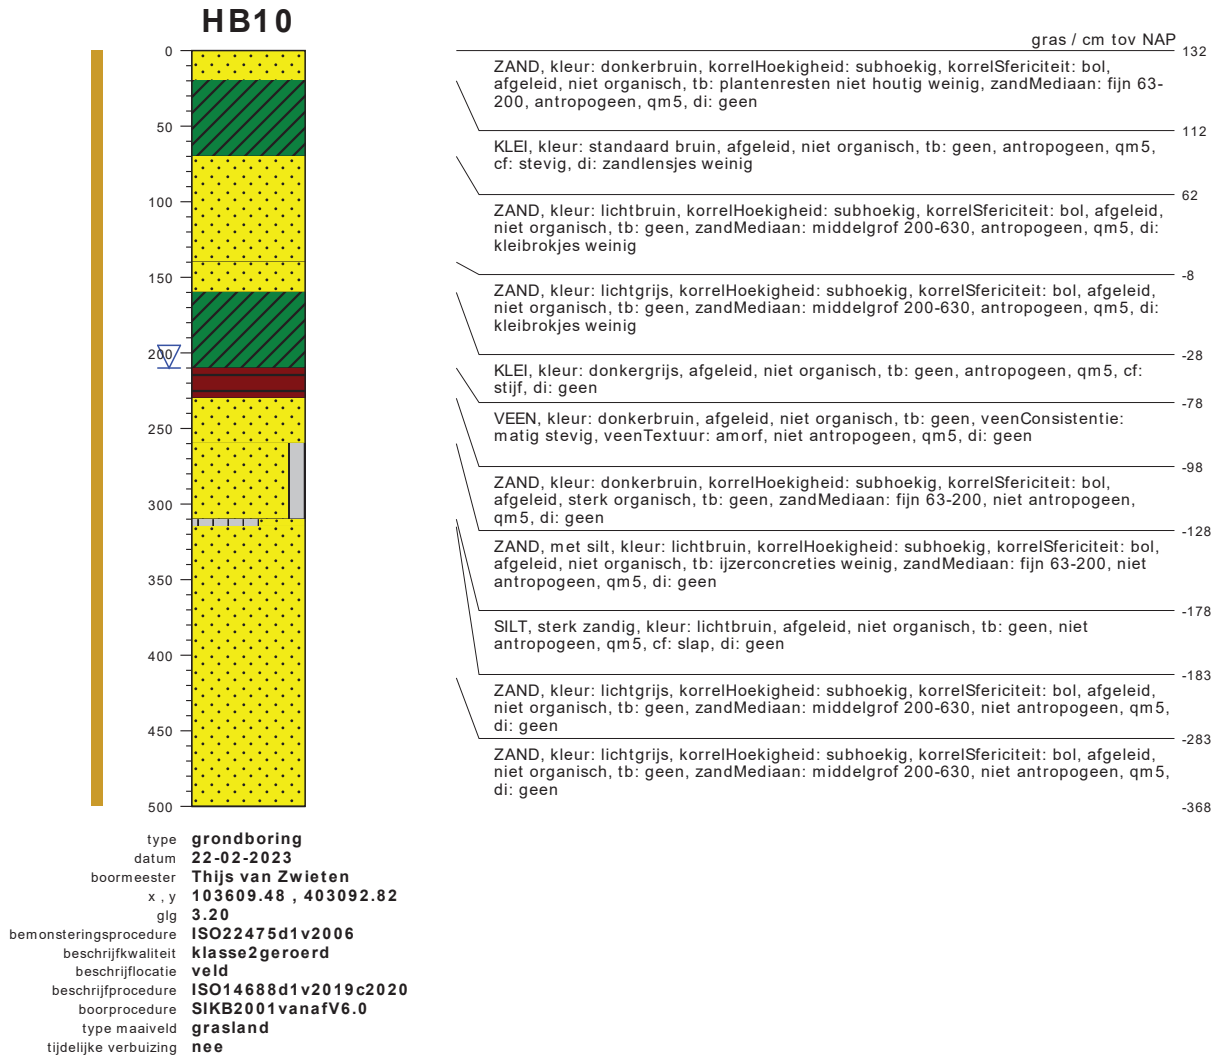 HB10
gras / cm tov NAP
0
50
100
150
200
250
300
350
400
450
500
132
ZAND, kleur: donkerbruin, korrelHoekigheid: subhoekig, korrelSfericiteit: bol,
afgeleid, niet organisch, tb: plantenresten niet houtig weinig, zandMediaan: fijn 63-
200, antropogeen, qm5, di: geen
112
KLEI, kleur: standaard bruin, afgeleid, niet organisch, tb: geen, antropogeen, qm5,
cf: stevig, di: zandlensjes weinig
62
ZAND, kleur: lichtbruin, korrelHoekigheid: subhoekig, korrelSfericiteit: bol, afgeleid,
niet organisch, tb: geen, zandMediaan: middelgrof 200-630, antropogeen, qm5, di:
kleibrokjes weinig
-8
ZAND, kleur: lichtgrijs, korrelHoekigheid: subhoekig, korrelSfericiteit: bol, afgeleid,
niet organisch, tb: geen, zandMediaan: middelgrof 200-630, antropogeen, qm5, di:
kleibrokjes weinig
-28
KLEI, kleur: donkergrijs, afgeleid, niet organisch, tb: geen, antropogeen, qm5, cf:
stijf, di: geen
-78
VEEN, kleur: donkerbruin, afgeleid, niet organisch, tb: geen, veenConsistentie:
matig stevig, veenTextuur: amorf, niet antropogeen, qm5, di: geen
-98
ZAND, kleur: donkerbruin, korrelHoekigheid: subhoekig, korrelSfericiteit: bol,
afgeleid, sterk organisch, tb: geen, zandMediaan: fijn 63-200, niet antropogeen,
qm5, di: geen
-128
ZAND, met silt, kleur: lichtbruin, korrelHoekigheid: subhoekig, korrelSfericiteit: bol,
afgeleid, niet organisch, tb: ijzerconcreties weinig, zandMediaan: fijn 63-200, niet
antropogeen, qm5, di: geen
-178
SILT, sterk zandig, kleur: lichtbruin, afgeleid, niet organisch, tb: geen, niet
antropogeen, qm5, cf: slap, di: geen
-183
ZAND, kleur: lichtgrijs, korrelHoekigheid: subhoekig, korrelSfericiteit: bol, afgeleid,
niet organisch, tb: geen, zandMediaan: middelgrof 200-630, niet antropogeen, qm5,
di: geen
-283
ZAND, kleur: lichtgrijs, korrelHoekigheid: subhoekig, korrelSfericiteit: bol, afgeleid,
niet organisch, tb: geen, zandMediaan: middelgrof 200-630, niet antropogeen, qm5,
di: geen
-368
type grondboring
datum 22-02-2023
boormeester Thijs van Zwieten
x , y 103609.48 , 403092.82
glg 3.20
bemonsteringsprocedure ISO22475d1v2006
beschrijfkwaliteit klasse2geroerd
beschrijflocatie veld
beschrijfprocedure ISO14688d1v2019c2020
boorprocedure SIKB2001vanafV6.0
type maaiveld grasland
tijdelijke verbuizing nee